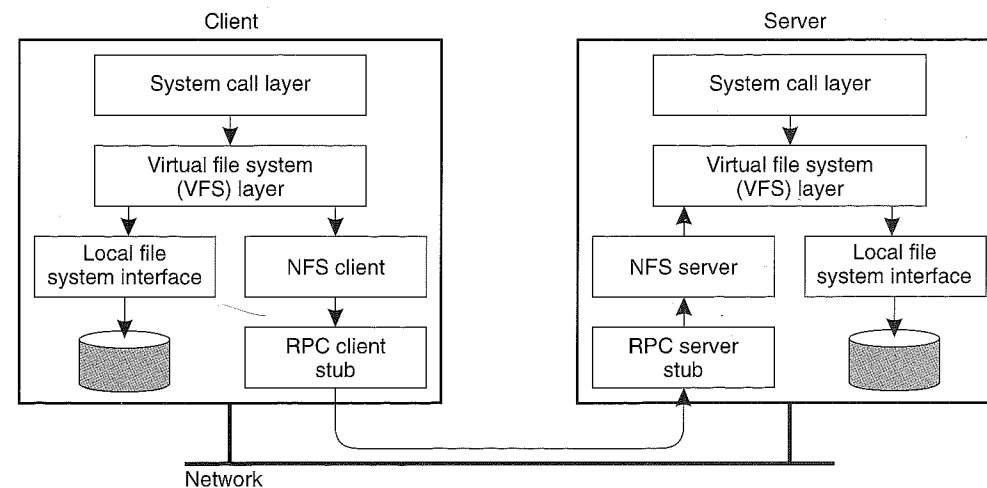 Client
Server
System call layer
System call layer
Virtual file system
(VFS) layer
Virtual file system
(VFS) layer
Local file
system interface
NFS client
NFS server
Local file
system interface
RPC client
stub
RPC server
stub
Network